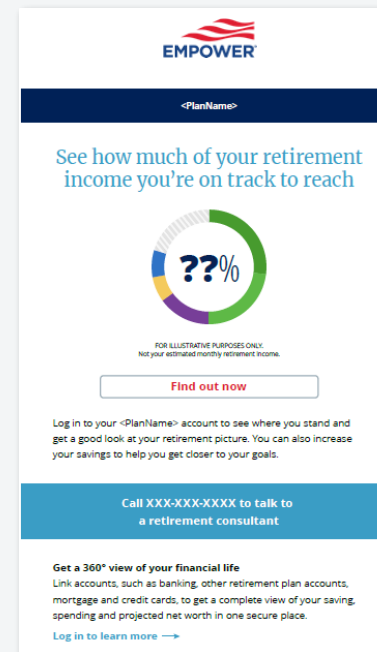 EMPOWER
<PlanName>
See how much of your retirement
income you’re on track to reach
??%
FOR ILLUSTRATIVE PURPOSES ONLY.
Not your estimated monthly retirement income.
Find out now
Log in to your <PlanName> account to see where you stand and
get a good look at your retirement picture. You can also increase
your savings to help you get closer to your goals.
Call XXX-XXX-XXXX to talk to
a retirement consultant
Get a 360° view of your financial life
Link accounts, such as banking, other retirement plan accounts,
mortgage and credit cards, to get a complete view of your saving,
spending and projected net worth in one secure place.
Log in to learn more →